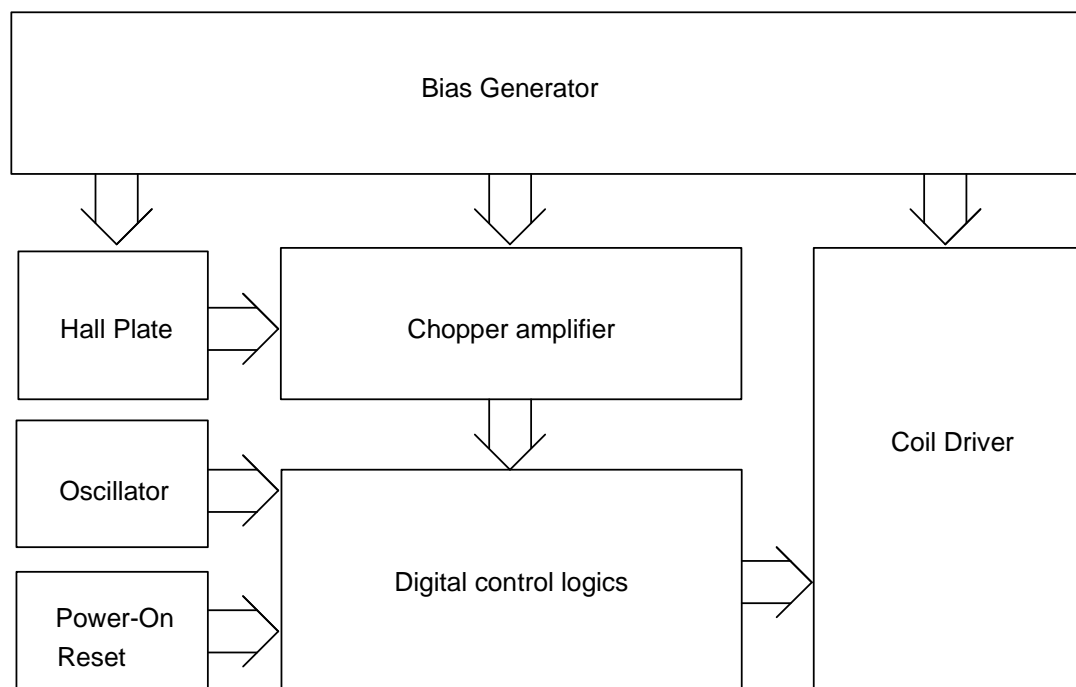 Bias Generator
Hall Plate
Chopper amplifier
Coil Driver
Oscillator
Digital control logics
Power-On
Reset